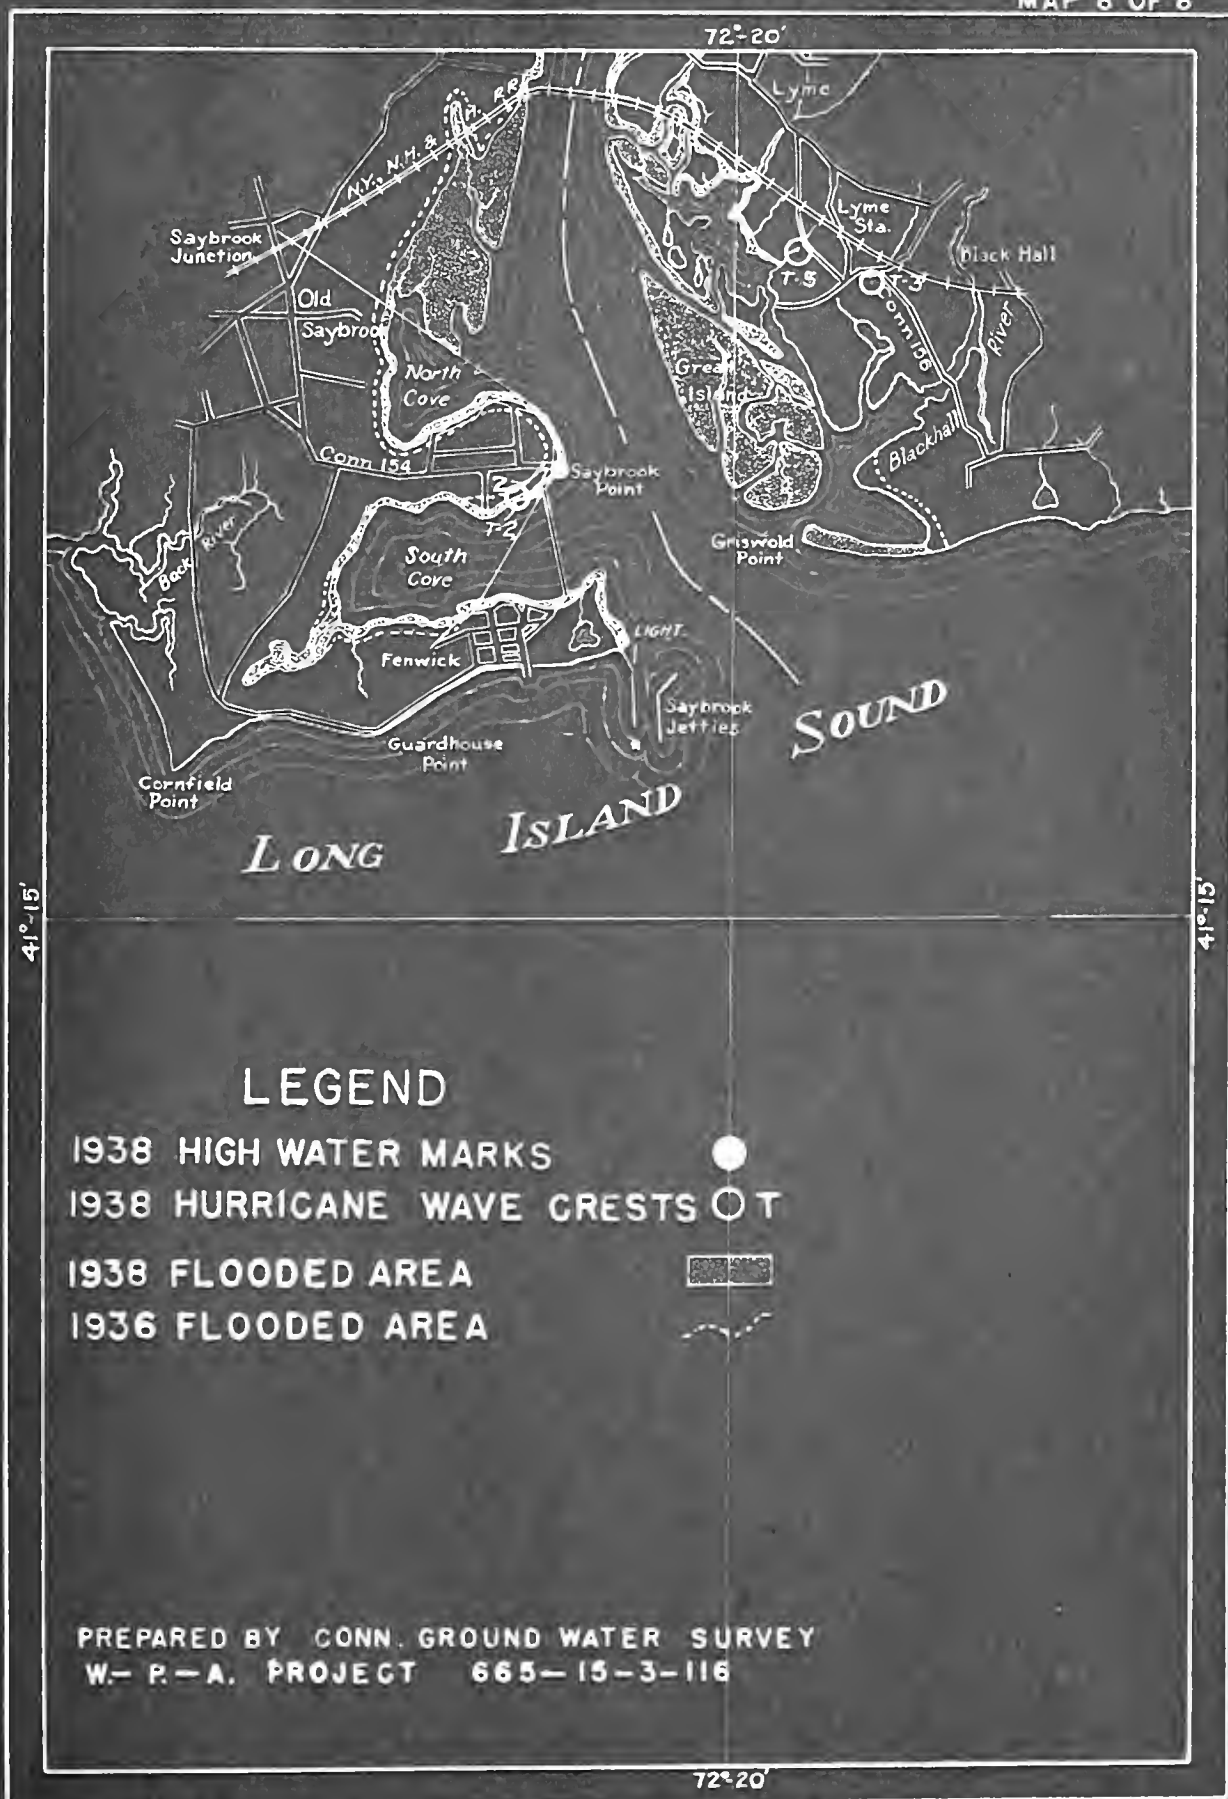 MAP 8 OF 8
72°-20'
Lyme
N.Y., N.H. & H. R.R.
Lyme
Sta.
Saybrook
Junction
Black Hall
T-5
T-3
Old
Saybrook
Conn 156
River
North
Cove
Great
Island
Blackhall
Conn 154
Saybrook
Point
2
T-2
River
Back
South
Cove
Griswold
Point
LIGHT.
Fenwick
Saybrook
Jetties
SOUND
Guardhouse
Point
Cornfield
Point
ISLAND
LONG
41°-15'
41°-15'
LEGEND
1938 HIGH WATER MARKS
1938 HURRICANE WAVE CRESTS T
1938 FLOODED AREA
1936 FLOODED AREA
PREPARED BY CONN. GROUND WATER SURVEY
W.- P.-A. PROJECT 665-15-3-116
72°20'